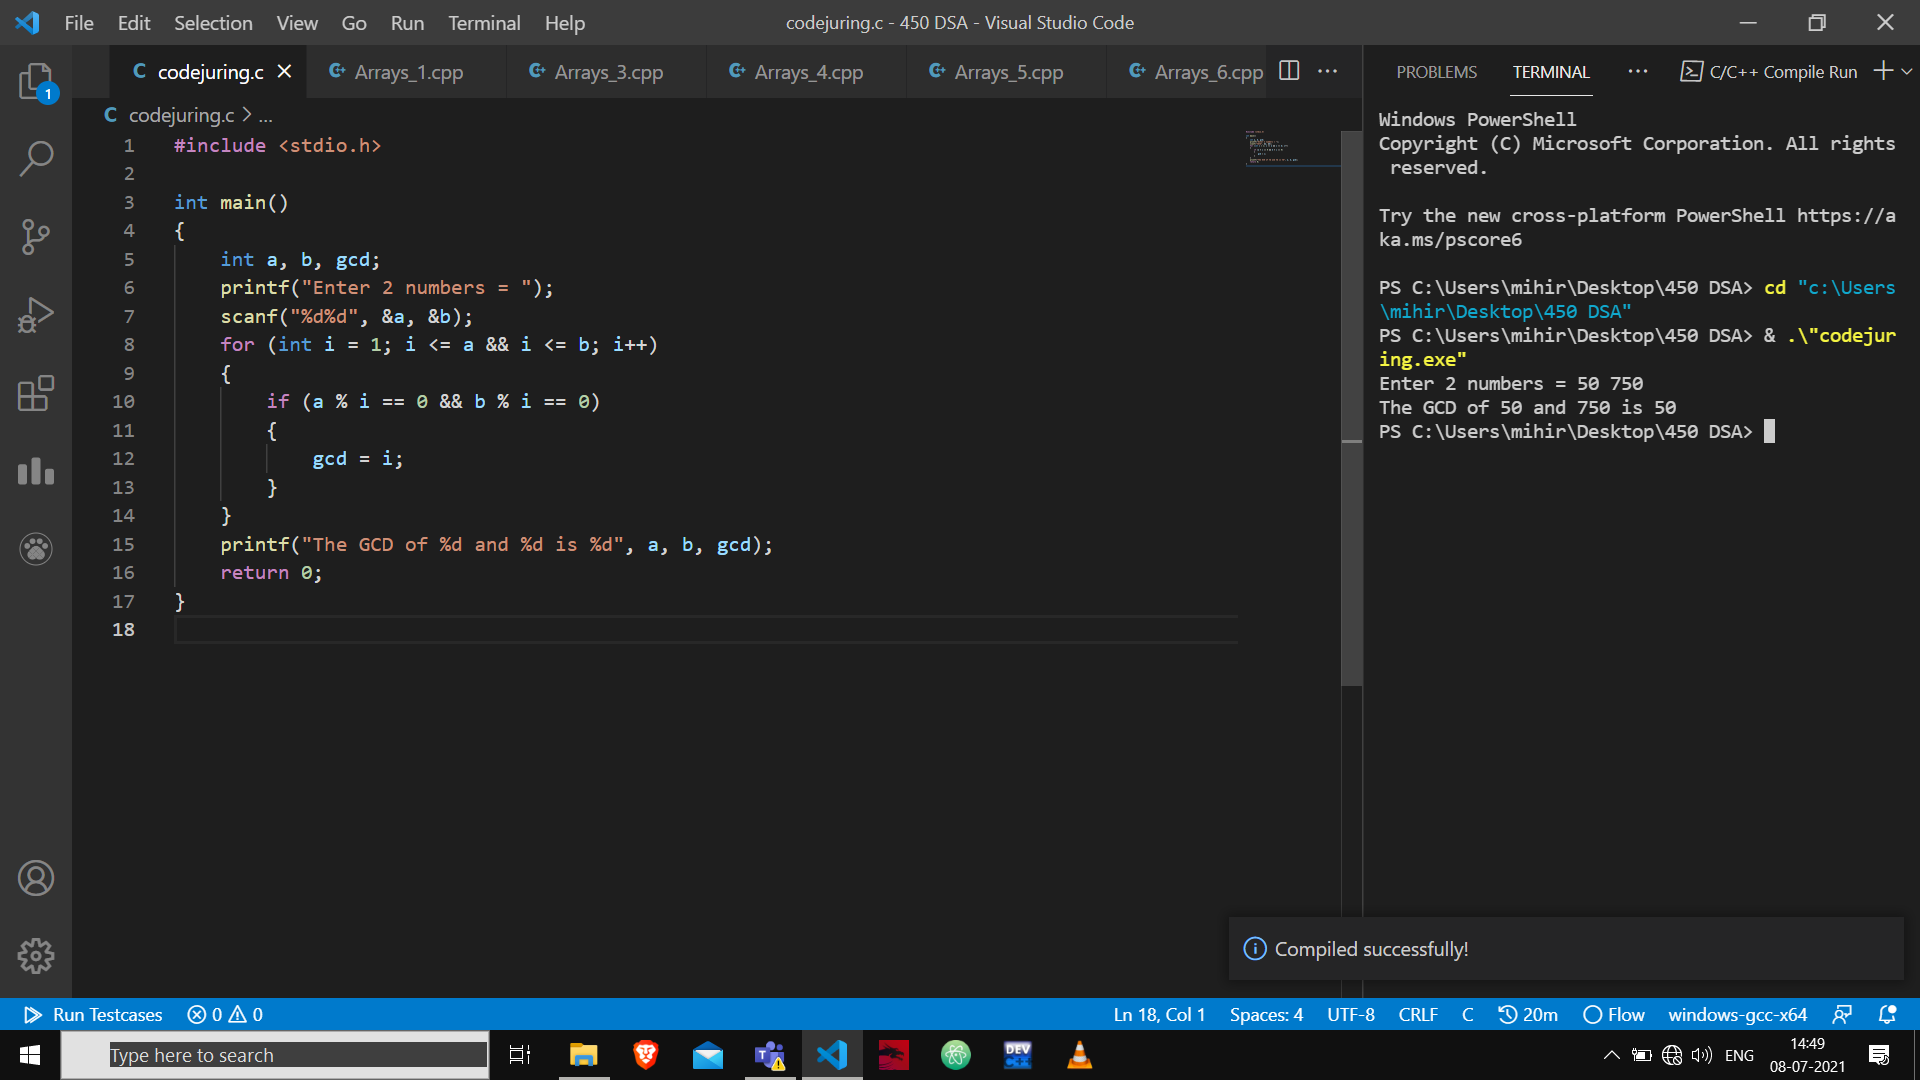 File Edit Selection View Go Run Terminal Help codejuring.c - 450 DSA - Visual Studio Code
codejuring.c Arrays_1.cpp Arrays_3.cpp Arrays_4.cpp Arrays_5.cpp Arrays_6.cpp
C codejuring.c > ...
1 #include <stdio.h>
2
3 int main()
4 {
5 int a, b, gcd;
6 printf("Enter 2 numbers = ");
7 scanf("%d%d", &a, &b);
8 for (int i = 1; i <= a && i <= b; i++)
9 {
10 if (a % i == 0 && b % i == 0)
11 {
12 gcd = i;
13 }
14 }
15 printf("The GCD of %d and %d is %d", a, b, gcd);
16 return 0;
17 }
18
PROBLEMS TERMINAL ... C/C++ Compile Run
Windows PowerShell
Copyright (C) Microsoft Corporation. All rights
reserved.
Try the new cross-platform PowerShell https://a
ka.ms/pscore6
PS C:\Users\mihir\Desktop\450 DSA> cd "c:\Users
\mihir\Desktop\450 DSA"
PS C:\Users\mihir\Desktop\450 DSA> & .\"codejur
ing.exe"
Enter 2 numbers = 50 750
The GCD of 50 and 750 is 50
PS C:\Users\mihir\Desktop\450 DSA>
1
Compiled successfully!
Run Testcases 0 0 Ln 18, Col 1 Spaces: 4 UTF-8 CRLF C 20m Flow windows-gcc-x64
Type here to search
DEV C++
ENG
14:49
08-07-2021